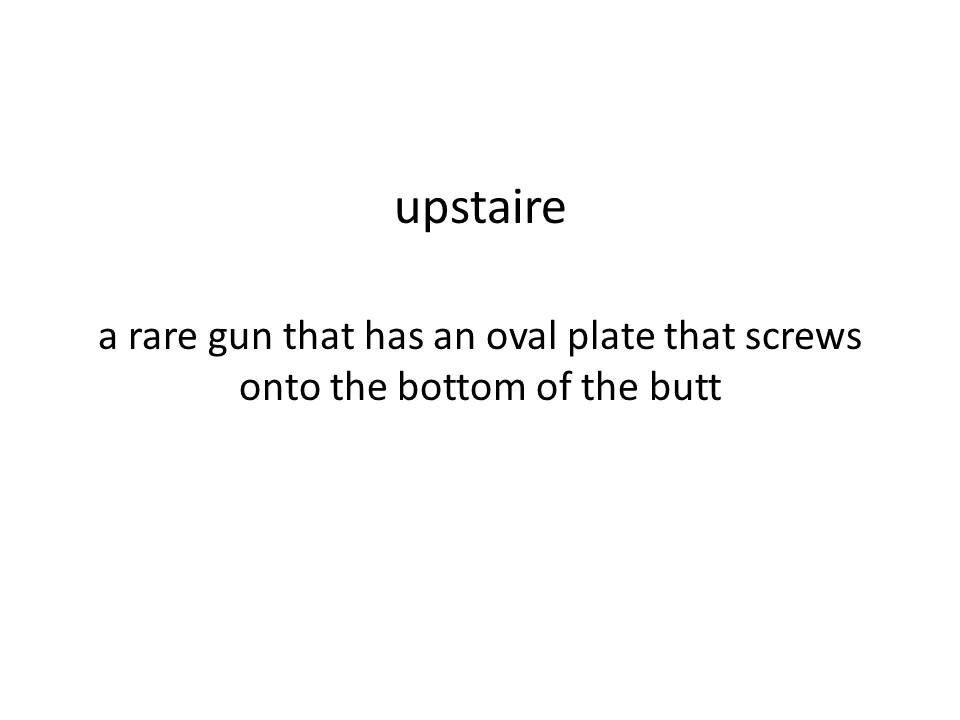 upstaire
a rare gun that has an oval plate that screws
onto the bottom of the butt